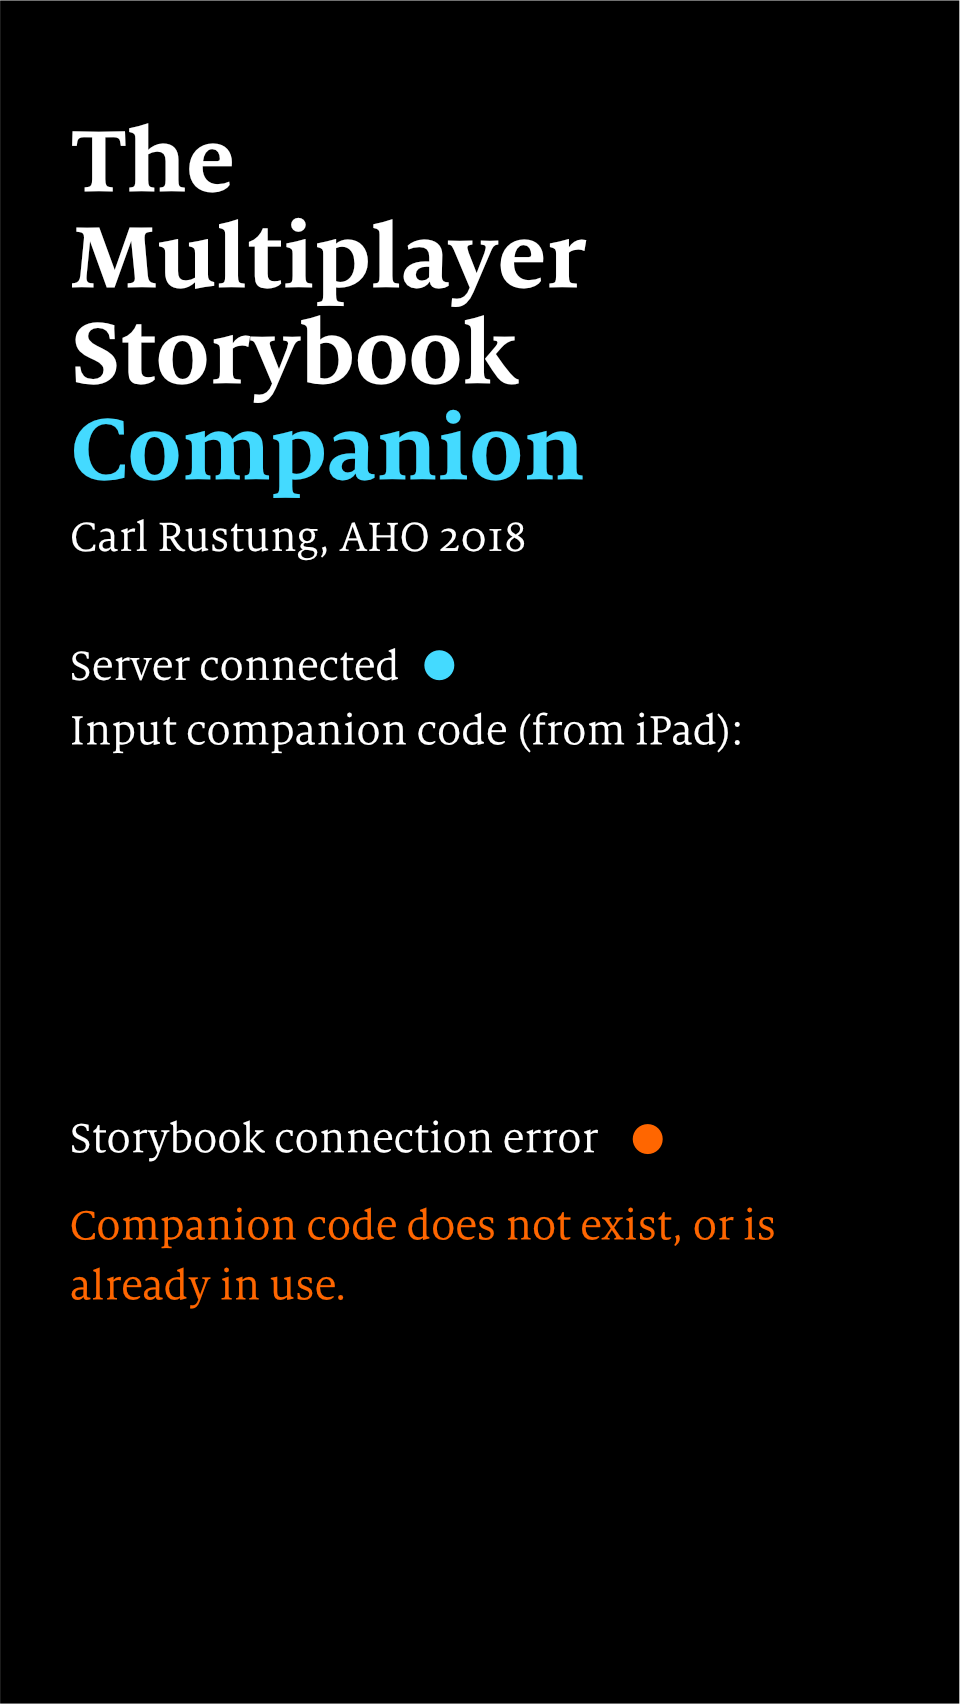 The
Multiplayer
Storybook
Companion
Carl Rustung, AHO 2018
Server connected
Input companion code (from iPad):
Storybook connection error
Companion code does not exist, or is
already in use.